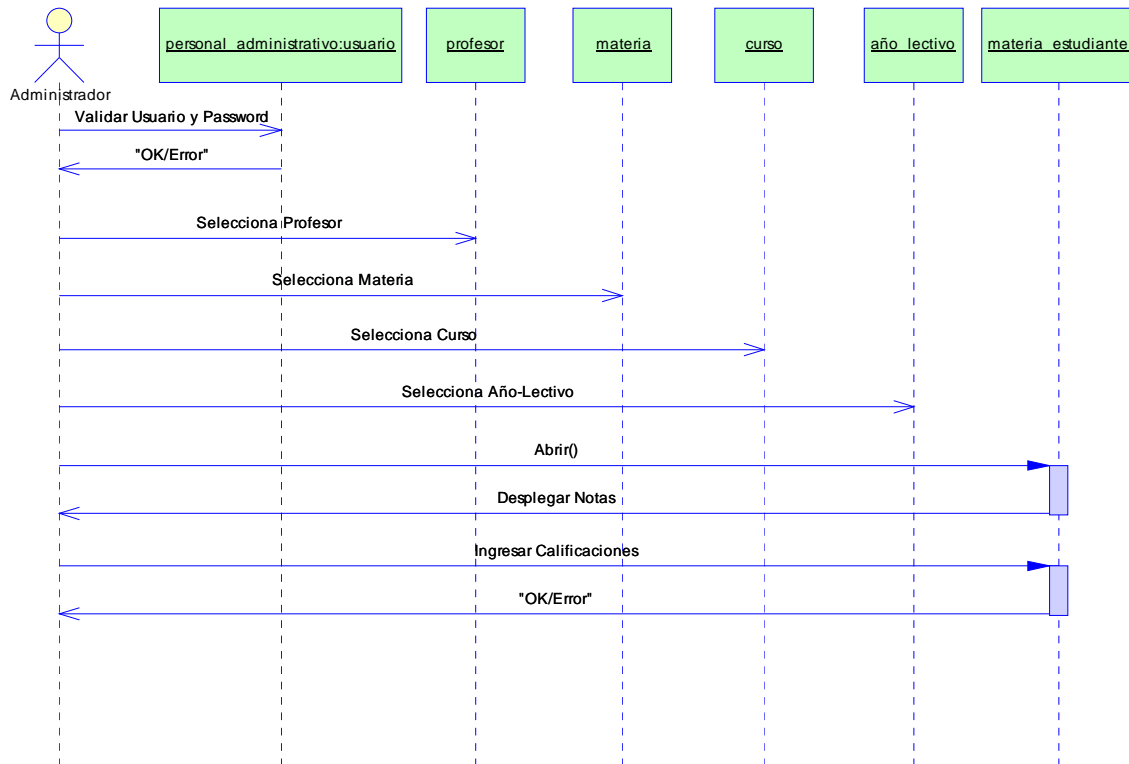 personal_administrativo:usuario
profesor
materia
curso
año_lectivo
materia_estudiante
Administrador
Validar Usuario y Password
"OK/Error"
Selecciona Profesor
Selecciona Materia
Selecciona Curso
Selecciona Año-Lectivo
Abrir()
Desplegar Notas
Ingresar Calificaciones
"OK/Error"